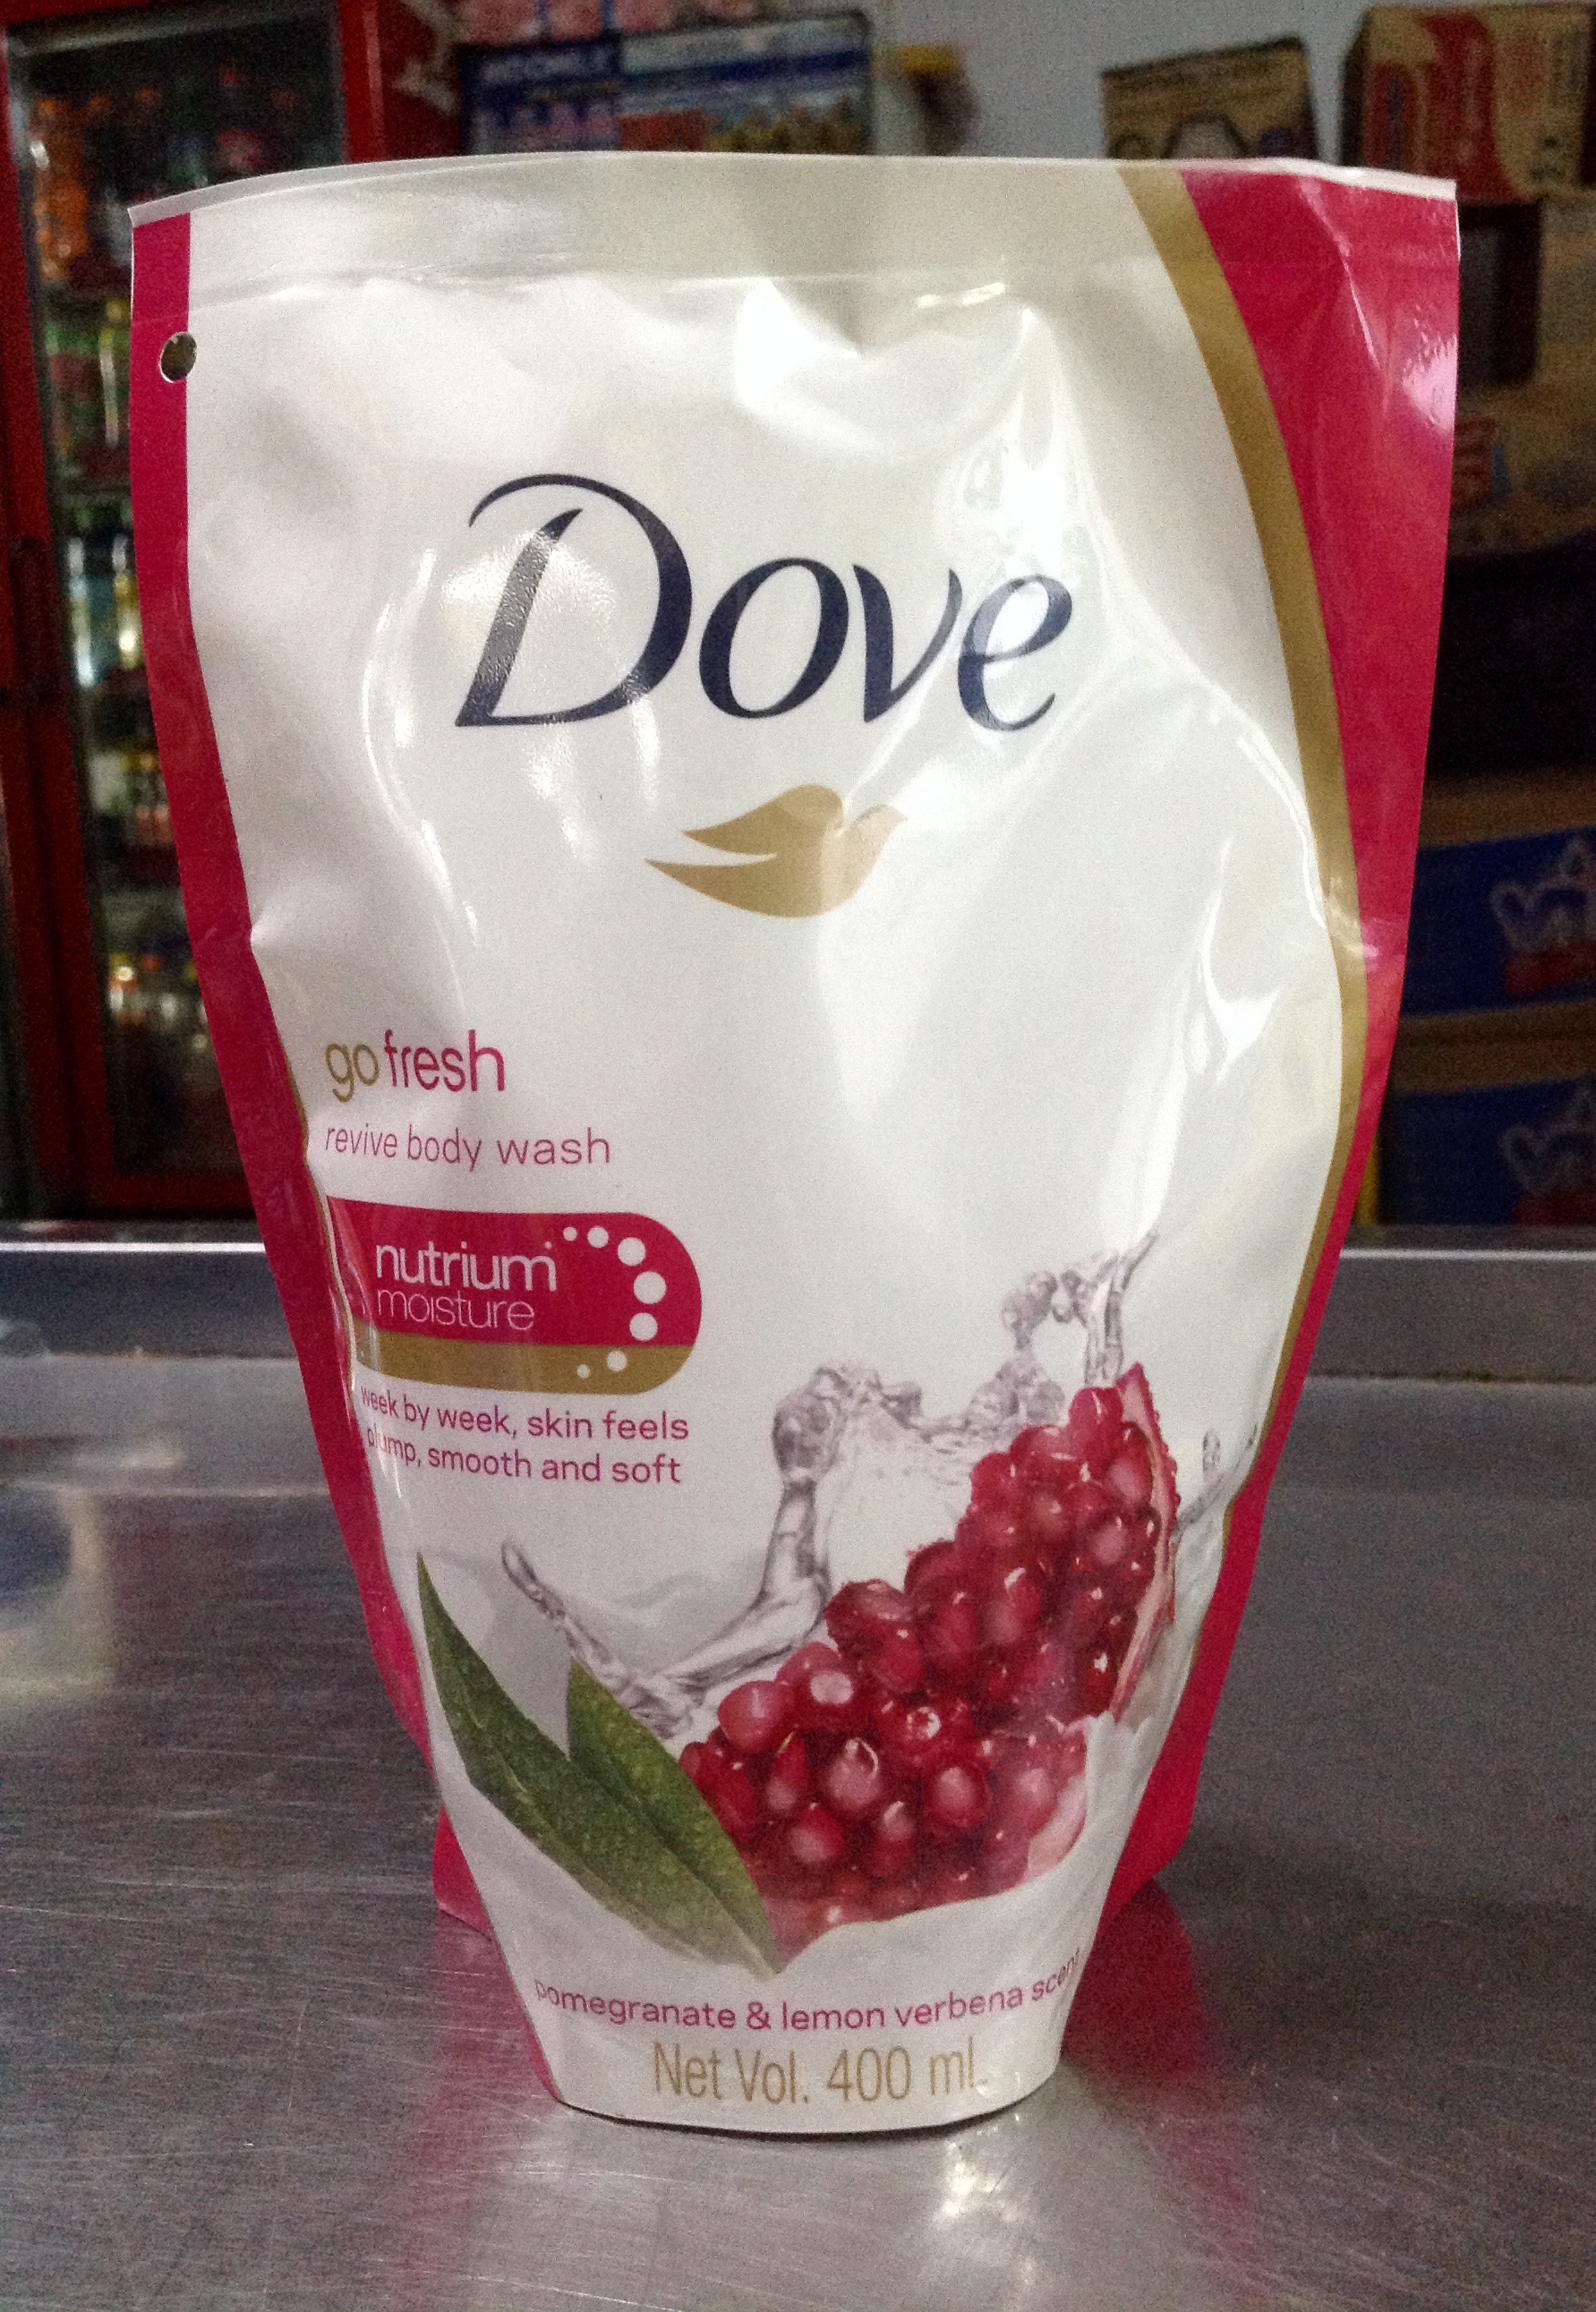 Dove
go fresh
revive body wash
nutrium
moisture
week by week, skin feels
plump, smooth and soft
pomegranate & lemon verbena scent
Net Vol. 400 ml